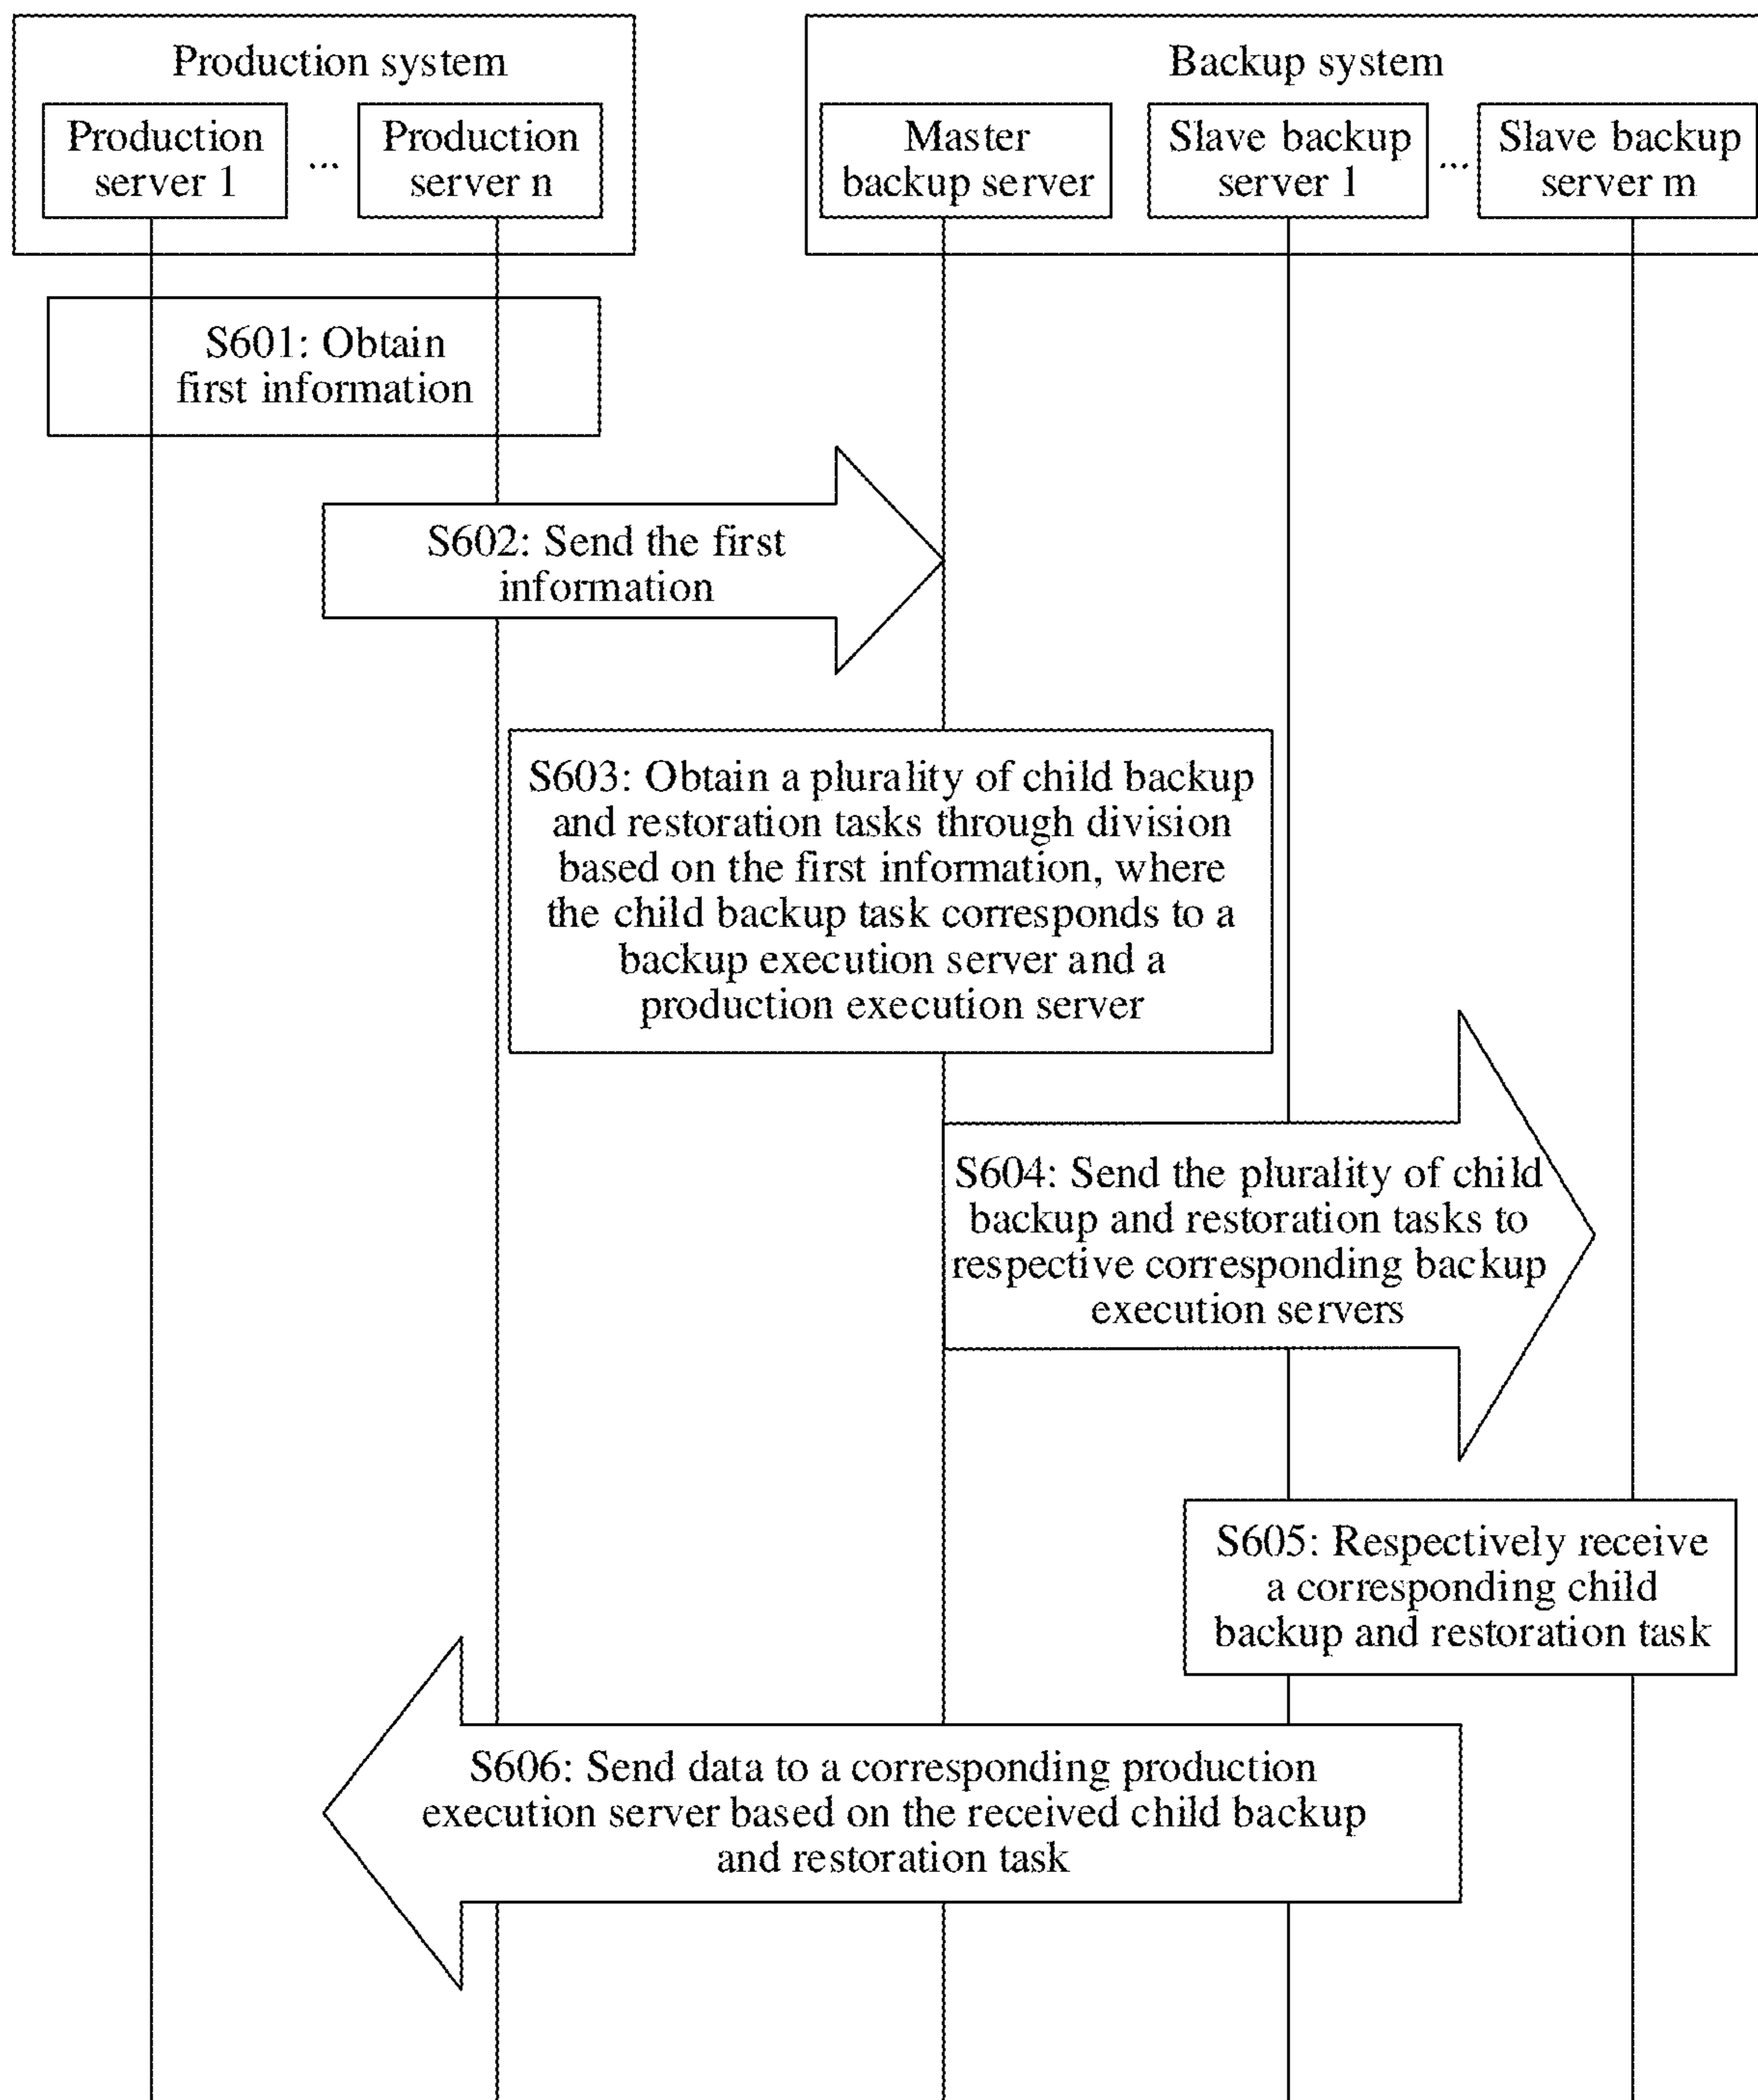 Production system
Backup system
Production
server 1
...
Production
server n
Master
backup server
Slave backup
server 1
...
Slave backup
server m
S601: Obtain
first information
S602: Send the first
information
S603: Obtain a plurality of child backup
and restoration tasks through division
based on the first information, where
the child backup task corresponds to a
backup execution server and a
production execution server
S604: Send the plurality of child
backup and restoration tasks to
respective corresponding backup
execution servers
S605: Respectively receive
a corresponding child
backup and restoration task
S606: Send data to a corresponding production
execution server based on the received child backup
and restoration task